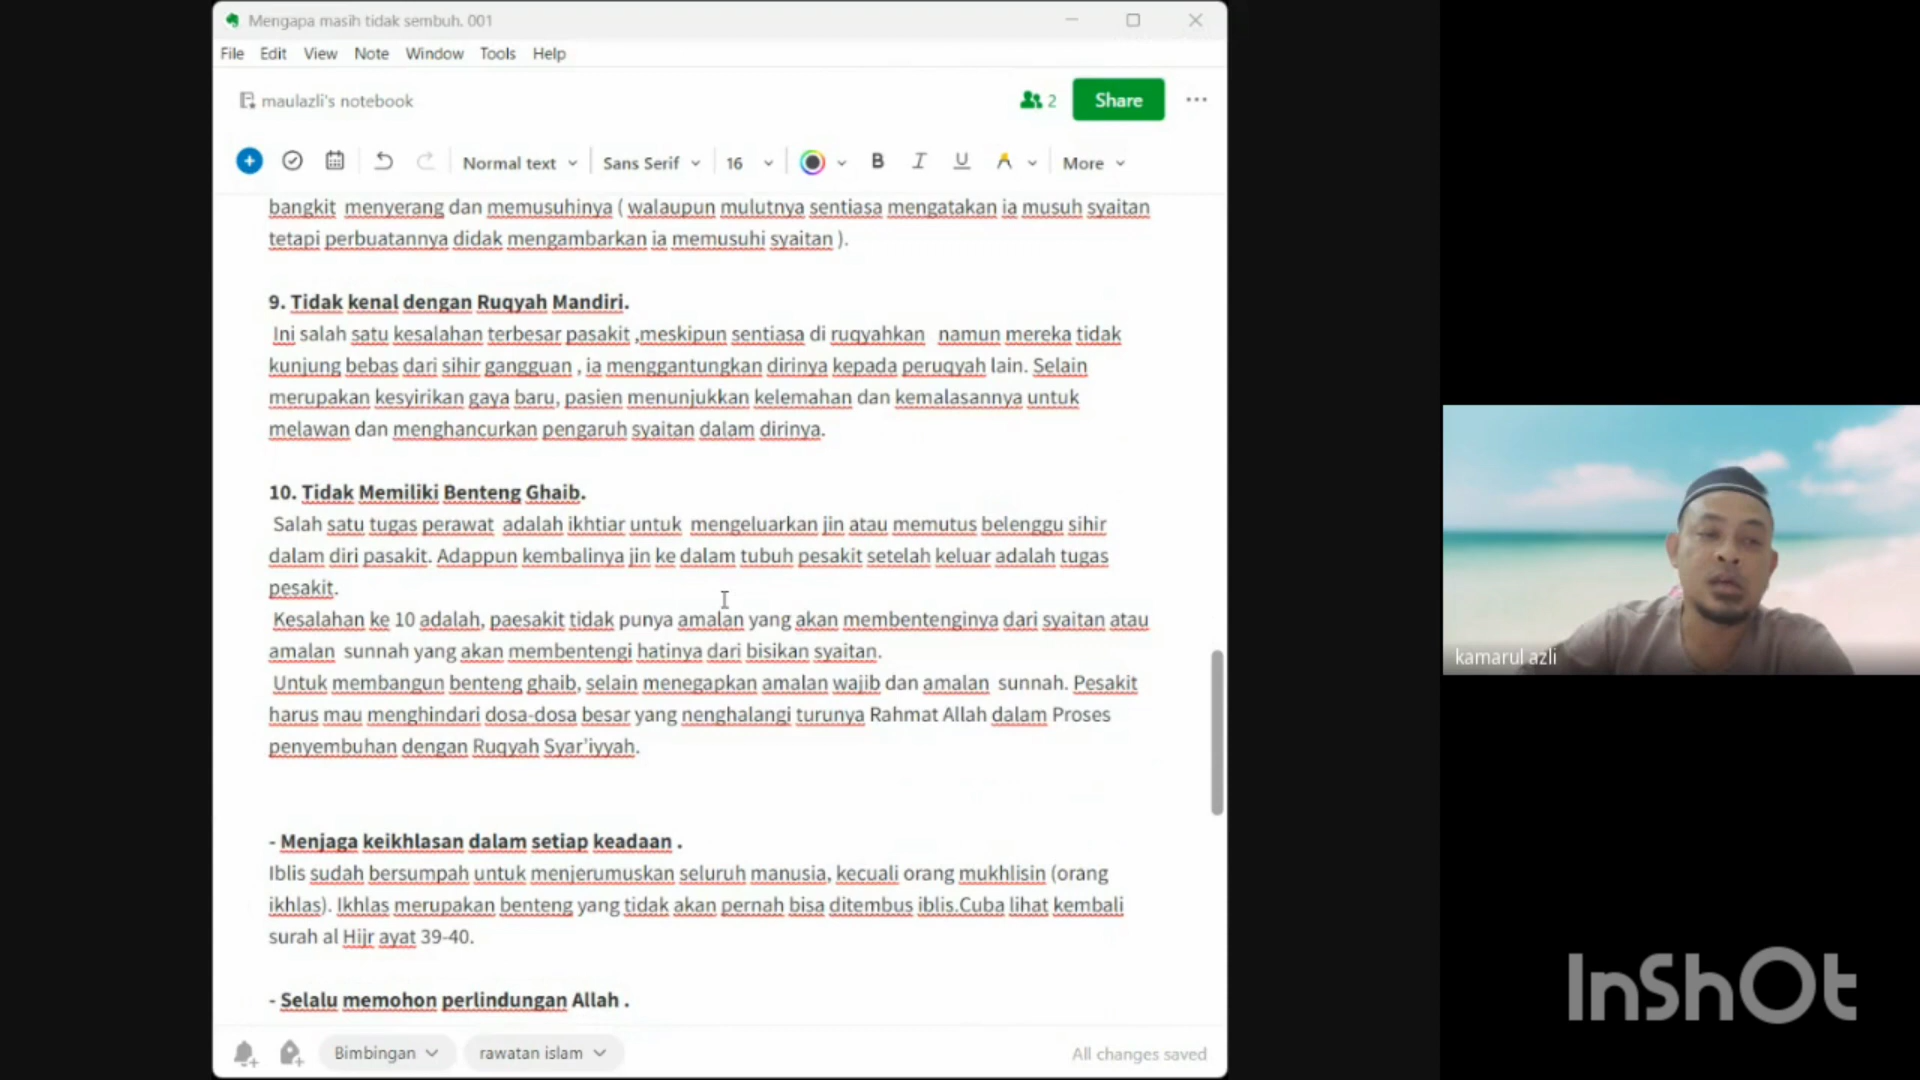 Mengapa masih tidak sembuh. 001
File Edit View Note Window Tools Help
maulazli's notebook
2
Share
Normal text
Sans Serif
16
B I U A
More
bangkit menyerang dan memusuhinya ( walaupun mulutnya sentiasa mengatakan ia musuh syaitan
tetapi perbuatannya didak mengambarkan ia memusuhi syaitan ).
9. Tidak kenal dengan Ruqyah Mandiri.
Ini salah satu kesalahan terbesar pasakit ,meskipun sentiasa di ruqyahkan namun mereka tidak
kunjung bebas dari sihir gangguan , ia menggantungkan dirinya kepada peruqyah lain. Selain
merupakan kesyirikan gaya baru, pasien menunjukkan kelemahan dan kemalasannya untuk
melawan dan menghancurkan pengaruh syaitan dalam dirinya.
10. Tidak Memiliki Benteng Ghaib.
Salah satu tugas perawat adalah ikhtiar untuk mengeluarkan jin atau memutus belenggu sihir
dalam diri pasakit. Adappun kembalinya jin ke dalam tubuh pesakit setelah keluar adalah tugas
pesakit.
Kesalahan ke 10 adalah, paesakit tidak punya amalan yang akan membentenginya dari syaitan atau
amalan sunnah yang akan membentengi hatinya dari bisikan syaitan.
Untuk membangun benteng ghaib, selain menegapkan amalan wajib dan amalan sunnah. Pesakit
harus mau menghindari dosa-dosa besar yang nenghalangi turunya Rahmat Allah dalam Proses
penyembuhan dengan Ruqyah Syar'iyyah.
- Menjaga keikhlasan dalam setiap keadaan .
Iblis sudah bersumpah untuk menjerumuskan seluruh manusia, kecuali orang mukhlisin (orang
ikhlas). Ikhlas merupakan benteng yang tidak akan pernah bisa ditembus iblis.Cuba lihat kembali
surah al Hijr ayat 39-40.
- Selalu memohon perlindungan Allah .
Bimbingan
rawatan islam
All changes saved
kamarul azli
InShOt